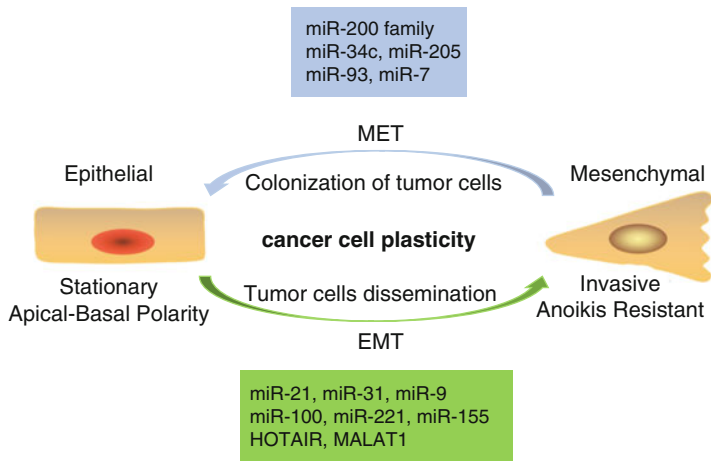 miR-200 family
miR-34c, miR-205
miR-93, miR-7
MET
Epithelial
Mesenchymal
Colonization of tumor cells
cancer cell plasticity
Stationary
Apical-Basal Polarity
Tumor cells dissemination
Invasive
Anoikis Resistant
EMT
miR-21, miR-31, miR-9
miR-100, miR-221, miR-155
HOTAIR, MALAT1